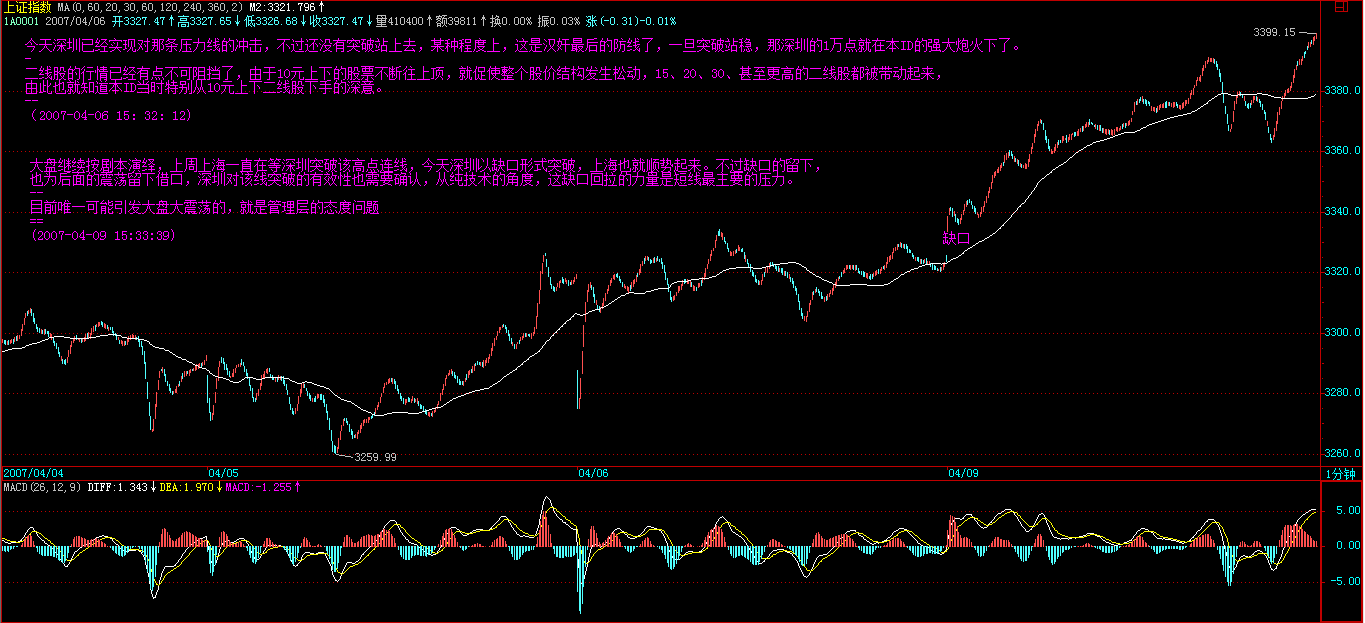 上证指数 MA(0,60,20,30,60,120,240,360,2) M2:3321.796↑
1A0001 2007/04/06 开3327.47↑高3327.65↓低3326.68↓收3327.47↓量410400↑额39811↑换0.00% 振0.03% 涨(-0.31)-0.01%
今天深圳已经实现对那条压力线的冲击，不过还没有突破站上去，某种程度上，这是汉奸最后的防线了，一旦突破站稳，那深圳的1万点就在本ID的强大炮火下了。
二线股的行情已经有点不可阻挡了，由于10元上下的股票不断往上顶，就促使整个股价结构发生松动，15、20、30、甚至更高的二线股都被带动起来，
由此也就知道本ID当时特别从10元上下二线股下手的深意。
(2007-04-06 15: 32: 12)
大盘继续按剧本演绎，上周上海一直在等深圳突破该高点连线，今天深圳以缺口形式突破，上海也就顺势起来。不过缺口的留下，
也为后面的震荡留下借口，深圳对该线突破的有效性也需要确认，从纯技术的角度，这缺口回拉的力量是短线最主要的压力。
目前唯一可能引发大盘大震荡的，就是管理层的态度问题
==
(2007-04-09 15:33:39)
缺口
3399.15
3259.99
3380.0
3360.0
3340.0
3320.0
3300.0
3280.0
3260.0
2007/04/04 04/05 04/06 04/09 1分钟
MACD(26,12,9) DIFF:1.343↓DEA:1.970↓MACD:-1.255↑
5.00
0.00
-5.00